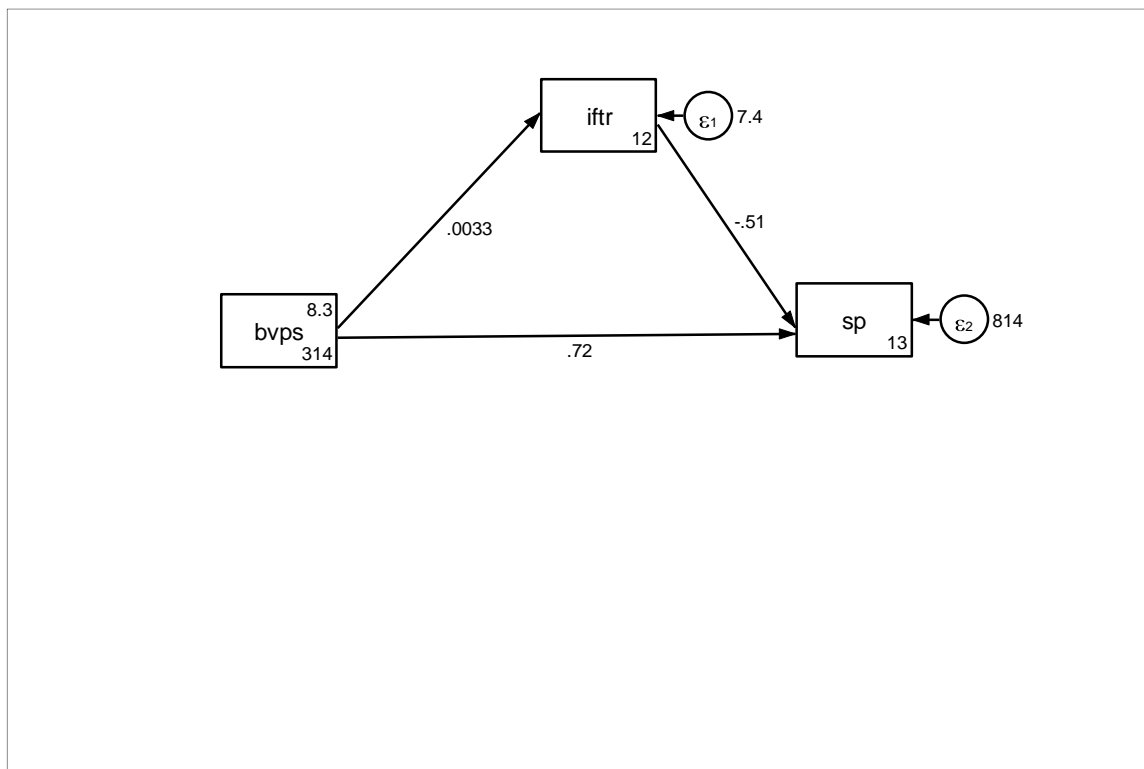 iftr
12
ε1
7.4
.0033
-.51
bvps
8.3
314
.72
sp
13
ε2
814